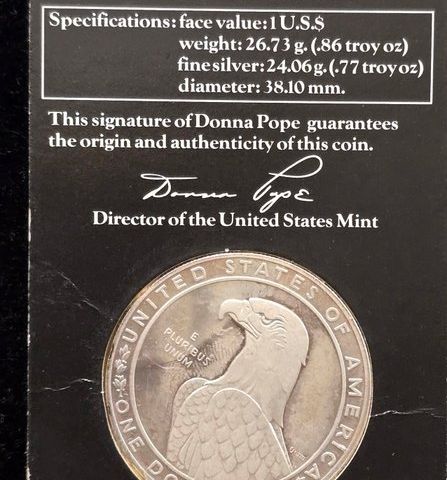 Specifications: face value: 1 U.S.$
weight: 26.73 g. (.86 troy oz)
fine silver: 24.06 g. (.77 troy oz)
diameter: 38.10 mm.
This signature of Donna Pope guarantees
the origin and authenticity of this coin.
Donna Pope
Director of the United States Mint
UNITED STATES OF AMERICA
E
PLURIBUS
UNUM
ONE DO